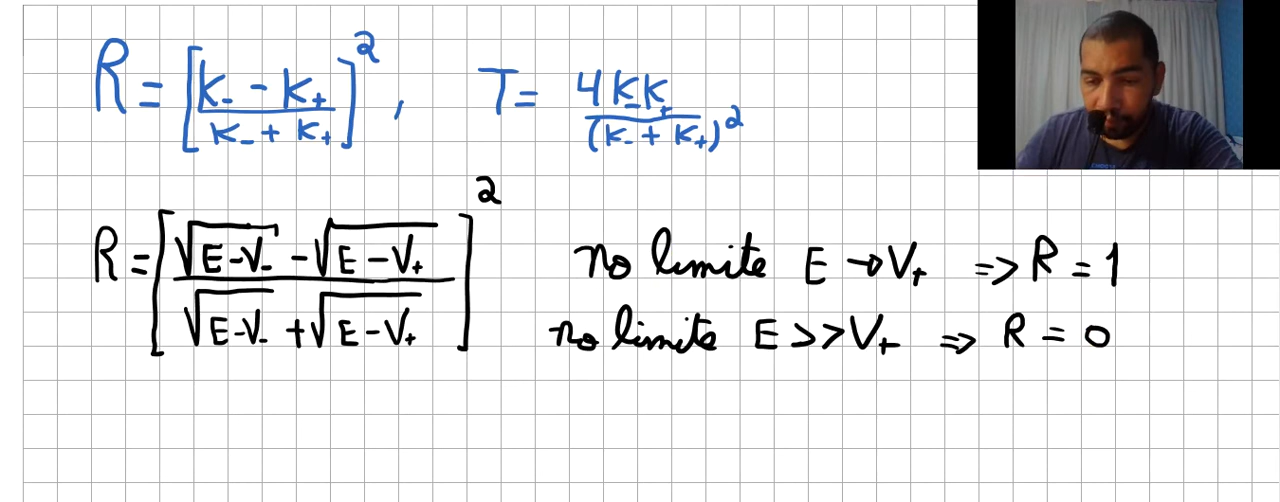 R = [K₋ - K₊ / K₋ + K₊]², T = 4K₋K₊ / (K₋ + K₊)²
R = [√E-V₋ - √E-V₊ / √E-V₋ + √E-V₊]² no limite E → V₊ ⇒ R = 1
no limite E >> V₊ ⇒ R = 0